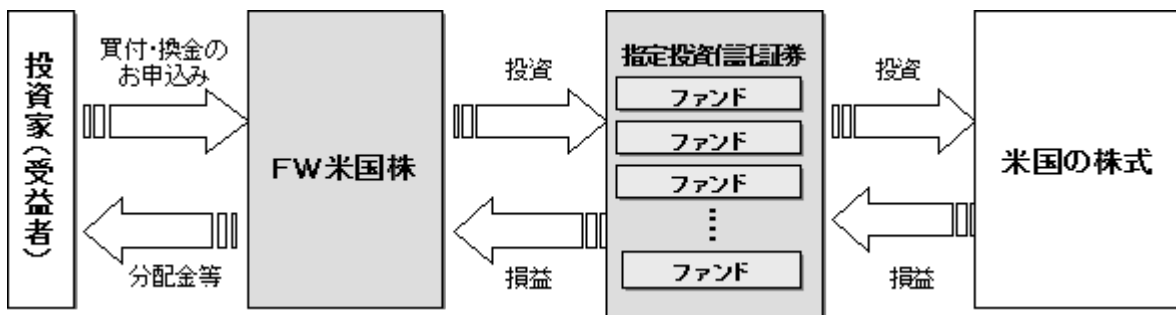 投資家(受益者)
買付・換金の
お申込み
分配金等
FW米国株
投資
損益
指定投資信託証券
ファンド
ファンド
ファンド
ファンド
投資
損益
米国の株式